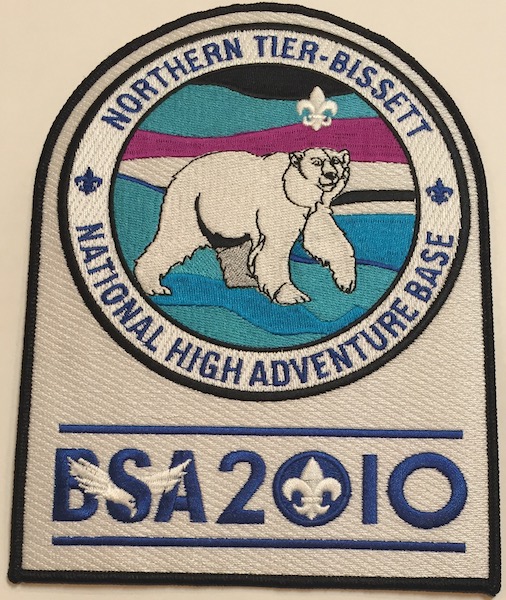 NORTHERN TIER-BISSETT
NATIONAL HIGH ADVENTURE BASE
BSA2010